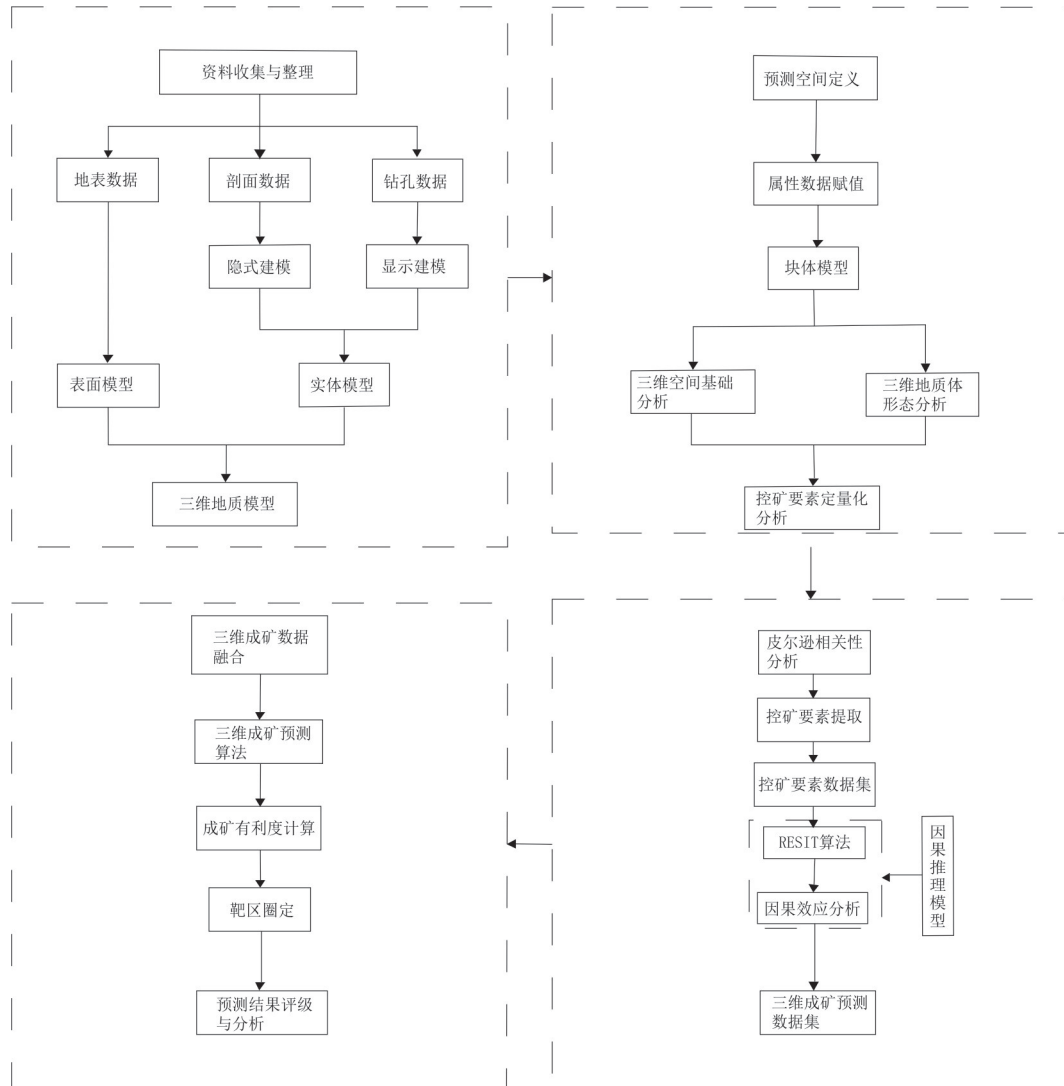 资料收集与整理
地表数据
剖面数据
钻孔数据
隐式建模
显示建模
表面模型
实体模型
三维地质模型
预测空间定义
属性数据赋值
块体模型
三维空间基础
分析
三维地质体
形态分析
控矿要素定量化
分析
皮尔逊相关性
分析
控矿要素提取
控矿要素数据集
RESIT算法
因果效应分析
因果推理模型
三维成矿预测
数据集
三维成矿数据
融合
三维成矿预测
算法
成矿有利度计算
靶区圈定
预测结果评级
与分析